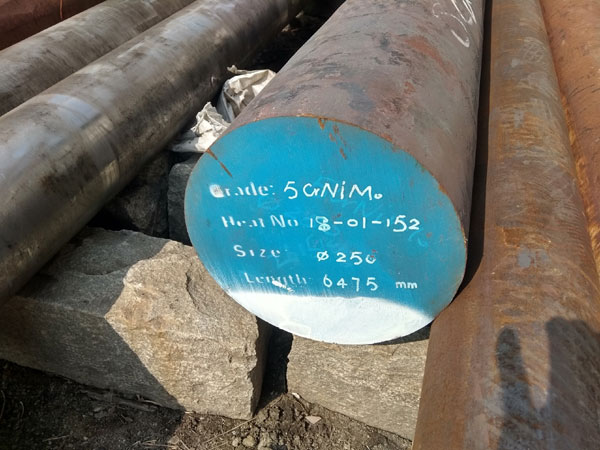 Grade: 5CrNiMo
Heat No 18-01-152
Size ø250
Length 6475 mm